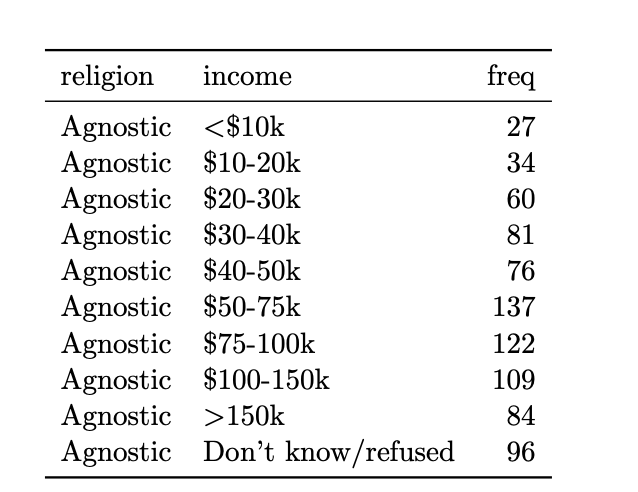 religion income freq
Agnostic <$10k 27
Agnostic $10-20k 34
Agnostic $20-30k 60
Agnostic $30-40k 81
Agnostic $40-50k 76
Agnostic $50-75k 137
Agnostic $75-100k 122
Agnostic $100-150k 109
Agnostic >150k 84
Agnostic Don't know/refused 96